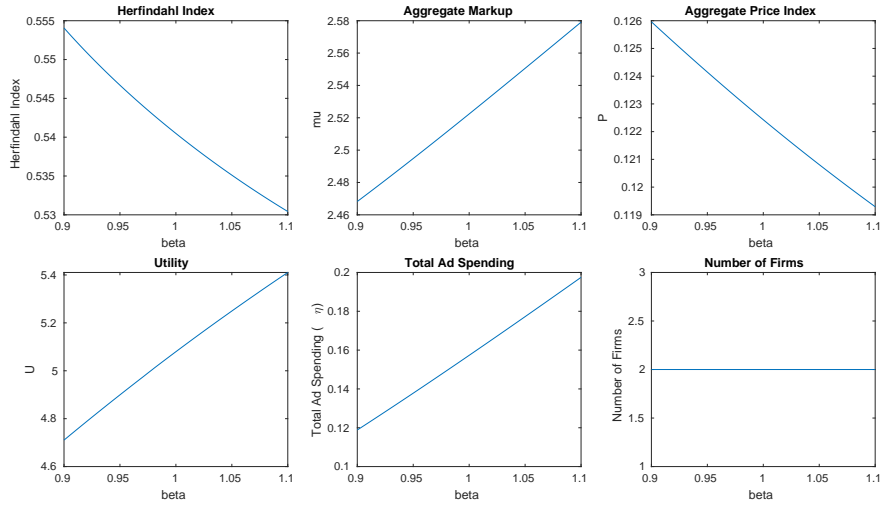 Herfindahl Index
Herfindahl Index
0.555
0.55
0.545
0.54
0.535
0.53
0.9 0.95 1 1.05 1.1
beta
Aggregate Markup
mu
2.58
2.56
2.54
2.52
2.5
2.48
2.46
0.9 0.95 1 1.05 1.1
beta
Aggregate Price Index
P
0.126
0.125
0.124
0.123
0.122
0.121
0.12
0.119
0.9 0.95 1 1.05 1.1
beta
Utility
U
5.4
5.2
5
4.8
4.6
0.9 0.95 1 1.05 1.1
beta
Total Ad Spending
Total Ad Spending ( η)
0.2
0.18
0.16
0.14
0.12
0.1
0.9 0.95 1 1.05 1.1
beta
Number of Firms
Number of Firms
3
2.5
2
1.5
1
0.9 0.95 1 1.05 1.1
beta